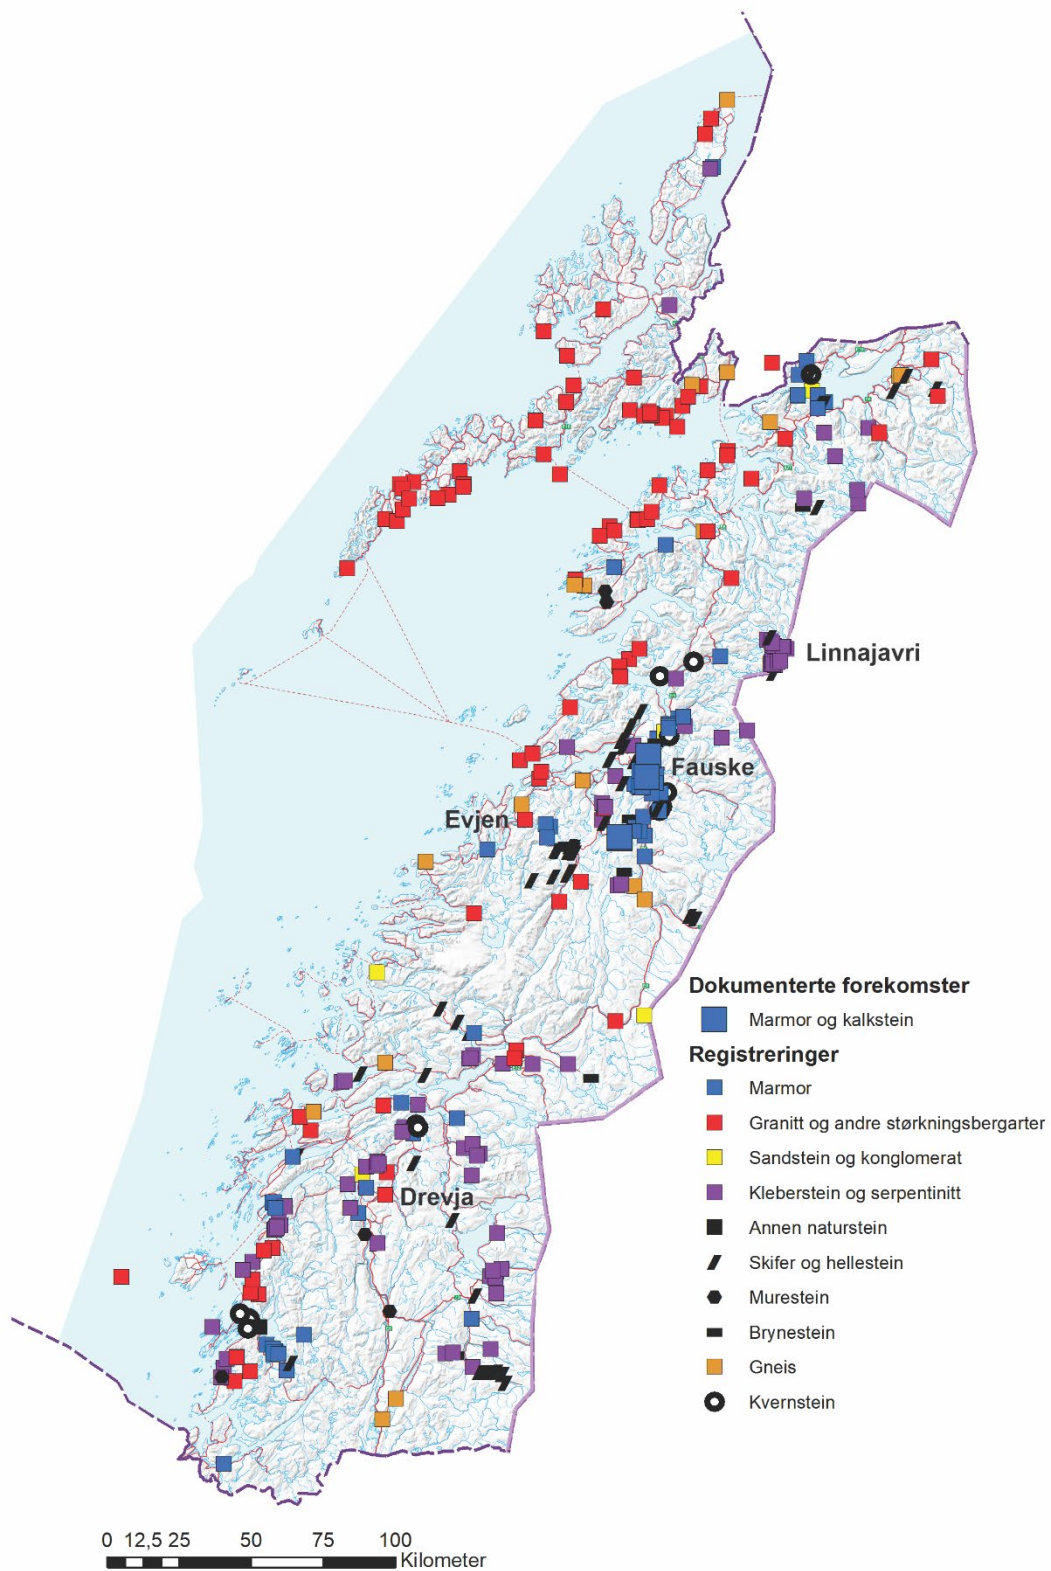 Linnajavri
Fauske
Evjen
Dokumenterte forekomster
Marmor og kalkstein
Registreringer
Marmor
Granitt og andre størkningsbergarter
Sandstein og konglomerat
Kleberstein og serpentinitt
Drevja
Annen naturstein
Skifer og hellestein
Murestein
Brynestein
Gneis
Kvernstein
0 12,5 25 50 75 100
Kilometer